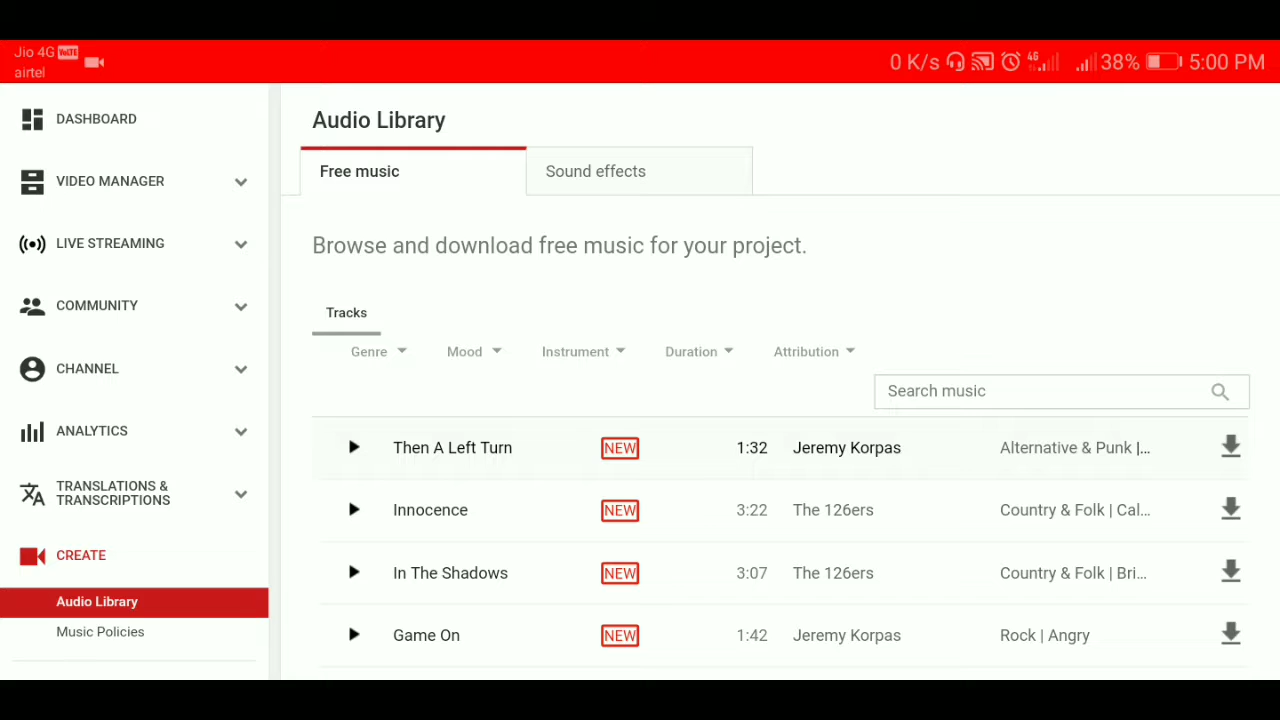 Jio 4G VoLTE
airtel
0 K/s 4G 38% 5:00 PM
DASHBOARD
VIDEO MANAGER
LIVE STREAMING
COMMUNITY
CHANNEL
ANALYTICS
TRANSLATIONS &
TRANSCRIPTIONS
CREATE
Audio Library
Music Policies
Audio Library
Free music
Sound effects
Browse and download free music for your project.
Tracks
Genre Mood Instrument Duration Attribution
Search music
Then A Left Turn NEW 1:32 Jeremy Korpas Alternative & Punk |...
Innocence NEW 3:22 The 126ers Country & Folk | Cal...
In The Shadows NEW 3:07 The 126ers Country & Folk | Bri...
Game On NEW 1:42 Jeremy Korpas Rock | Angry